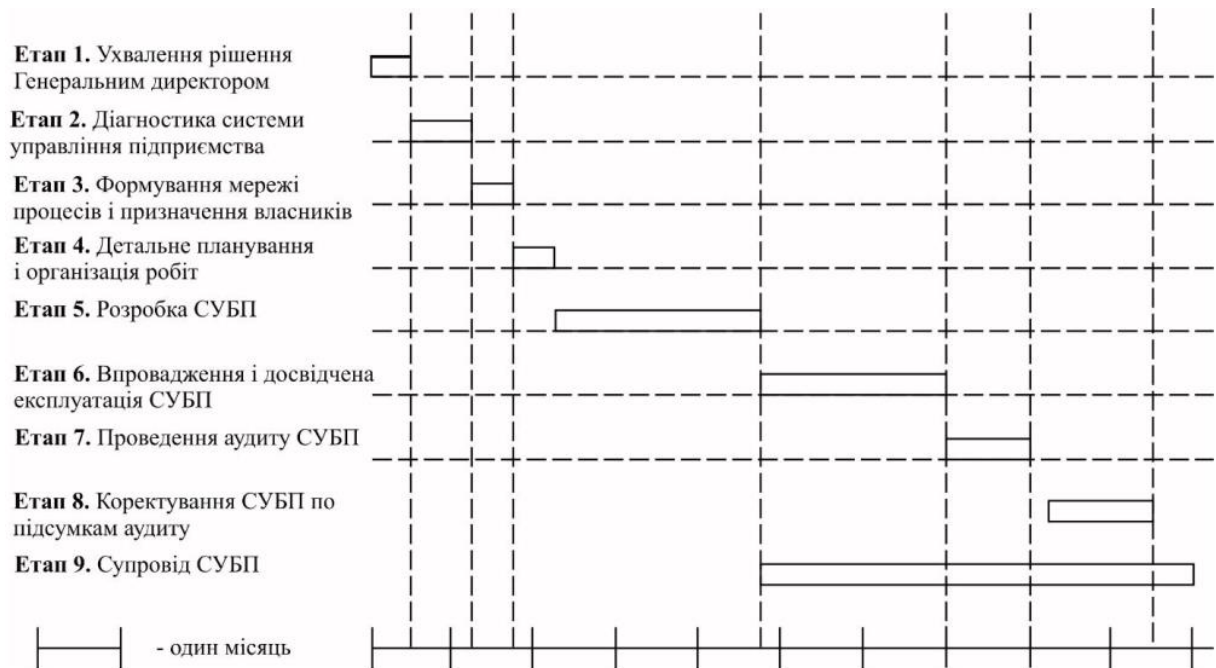 Етап 1. Ухвалення рішення
Генеральним директором
Етап 2. Діагностика системи
управління підприємства
Етап 3. Формування мережі
процесів і призначення власників
Етап 4. Детальне планування
і організація робіт
Етап 5. Розробка СУБП
Етап 6. Впровадження і досвідчена
експлуатація СУБП
Етап 7. Проведення аудиту СУБП
Етап 8. Коректування СУБП по
підсумкам аудиту
Етап 9. Супровід СУБП
- один місяць